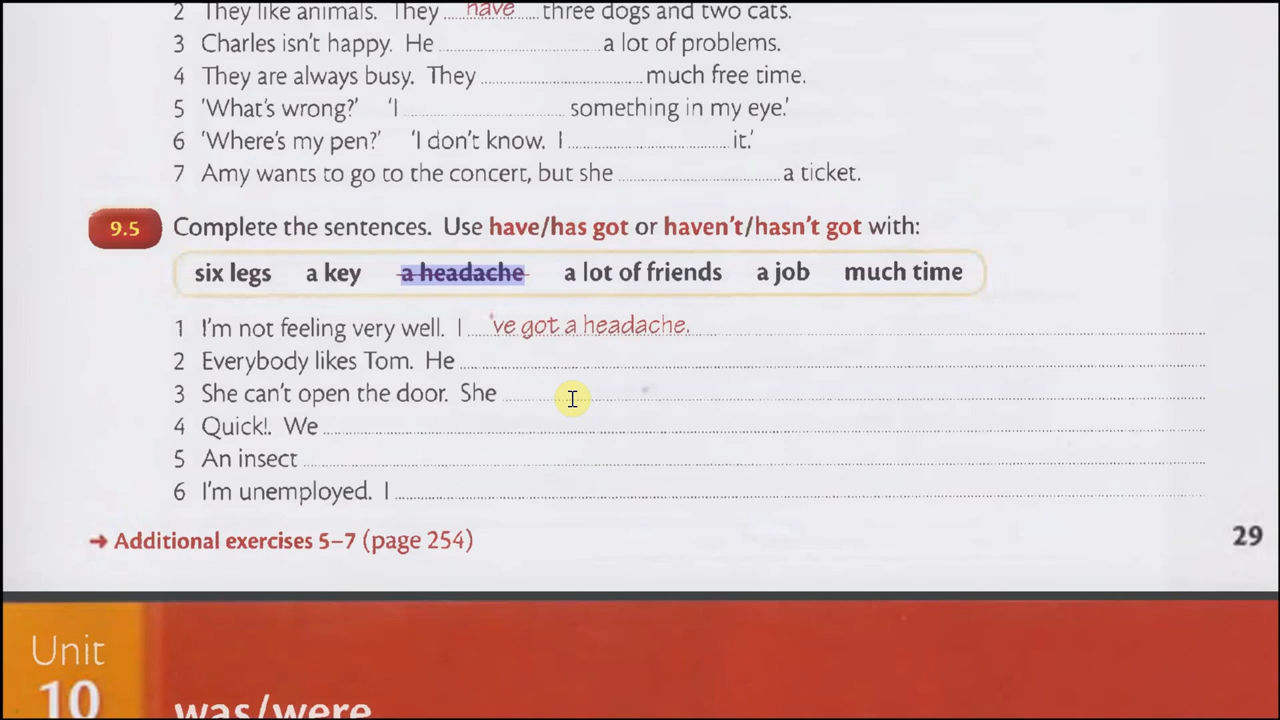 2 They like animals. They have three dogs and two cats.
3 Charles isn't happy. He ........ a lot of problems.
4 They are always busy. They ........ much free time.
5 'What's wrong?' 'I ........ something in my eye.'
6 'Where's my pen?' 'I don't know. I ........ it.'
7 Amy wants to go to the concert, but she ........ a ticket.
9.5 Complete the sentences. Use have/has got or haven't/hasn't got with:
six legs a key a headache a lot of friends a job much time
1 I'm not feeling very well. I 've got a headache.
2 Everybody likes Tom. He ........
3 She can't open the door. She ........
4 Quick!. We ........
5 An insect ........
6 I'm unemployed. I ........
→ Additional exercises 5–7 (page 254)
29
Unit
10
was/were